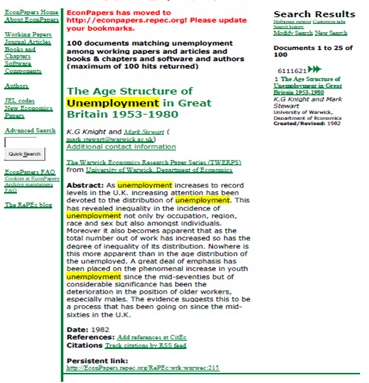 EconPapers Home
About EconPapers
Working Papers
Journal Articles
Books and
Chapters
Software
Components
Authors
JEL codes
New Economics
Papers
Advanced Search
Quick Search
EconPapers FAQ
Cookies at EconPapers
Archive maintainers
FAQ
The RePEc blog
EconPapers has moved to
http://econpapers.repec.org! Please update
your bookmarks.
100 documents matching unemployment
among working papers and articles and
books & chapters and software and authors
(maximum of 100 hits returned)
The Age Structure of
Unemployment in Great
Britain 1953-1980
K.G Knight and Mark Stewart (
mark.stewart@warwick.ac.uk)
Additional contact information
The Warwick Economics Research Paper Series (TWERPS)
from University of Warwick, Department of Economics
Abstract: As unemployment increases to record
levels in the U.K. increasing attention has been
devoted to the distribution of unemployment. This
has revealed inequality in the incidence of
unemployment not only by occupation, region,
race and sex but also amongst individuals.
Moreover it also becomes apparent that as the
total number out of work has increased so has the
degree of inequality of its distribution. Nowhere is
this more apparent than in the age distribution of
the unemployed. A great deal of emphasis has
been placed on the phenomenal increase in youth
unemployment since the mid-seventies but of
considerable significance has been the
deterioration in the position of older workers,
especially males. The evidence suggests this to be
a process that has been going on since the mid-
sixties in the U.K.
Date: 1982
References: Add references at CitEc
Citations Track citations by RSS feed
Persistent link:
http://EconPapers.repec.org/RePEc:wrk:warwec:215
Search Results
Search history
Modify Search New Search
Documents 1 to 25 of
100
6111621
1 The Age Structure of
Unemployment in Great
Britain 1953-1980
K.G Knight and Mark
Stewart
University of Warwick,
Department of Economics
Created/Revised: 1982